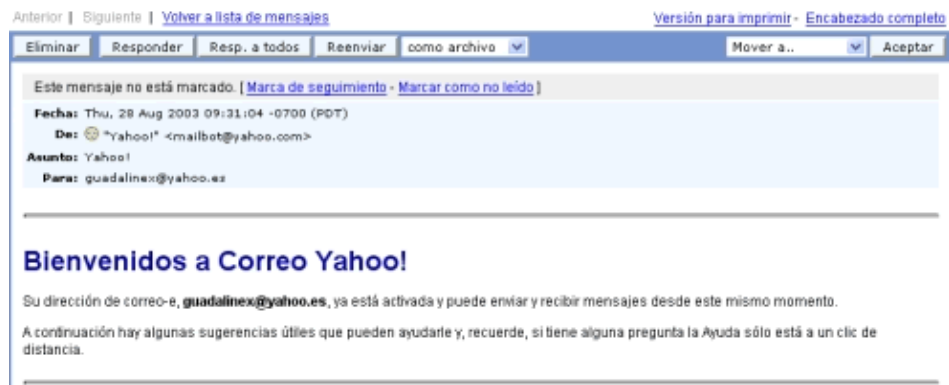 Anterior | Siguiente | Volver a lista de mensajes Versión para imprimir - Encabezado completo
Eliminar Responder Resp. a todos Reenviar como archivo Mover a.. Aceptar
Este mensaje no está marcado. [ Marca de seguimiento - Marcar como no leído ]
Fecha: Thu, 28 Aug 2003 09:31:04 -0700 (PDT)
De: "Yahoo!" <mailbot@yahoo.com>
Asunto: Yahoo!
Para: guadalinex@yahoo.es
Bienvenidos a Correo Yahoo!
Su dirección de correo-e, guadalinex@yahoo.es, ya está activada y puede enviar y recibir mensajes desde este mismo momento.
A continuación hay algunas sugerencias útiles que pueden ayudarle y, recuerde, si tiene alguna pregunta la Ayuda sólo está a un clic de
distancia.